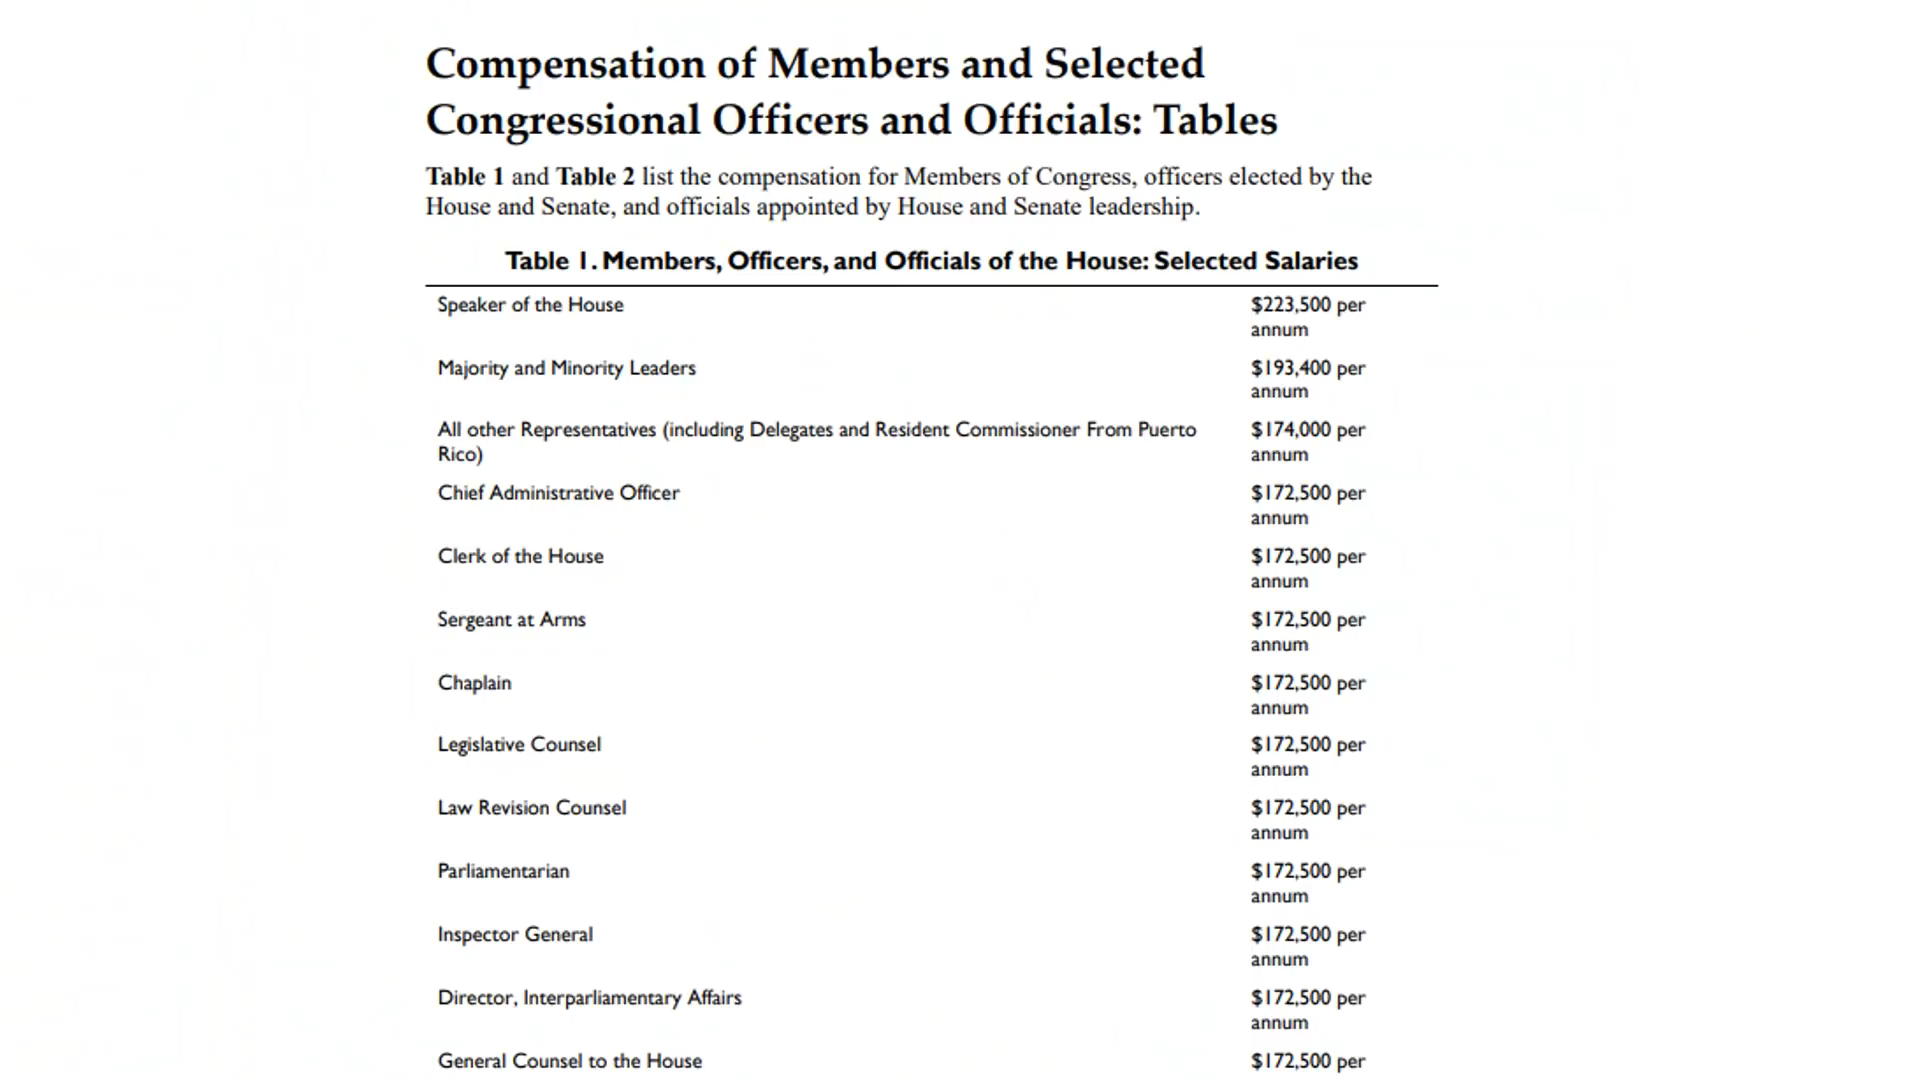 Compensation of Members and Selected
Congressional Officers and Officials: Tables
Table 1 and Table 2 list the compensation for Members of Congress, officers elected by the
House and Senate, and officials appointed by House and Senate leadership.
Table 1. Members, Officers, and Officials of the House: Selected Salaries
Speaker of the House $223,500 per
annum
Majority and Minority Leaders $193,400 per
annum
All other Representatives (including Delegates and Resident Commissioner From Puerto $174,000 per
Rico) annum
Chief Administrative Officer $172,500 per
annum
Clerk of the House $172,500 per
annum
Sergeant at Arms $172,500 per
annum
Chaplain $172,500 per
annum
Legislative Counsel $172,500 per
annum
Law Revision Counsel $172,500 per
annum
Parliamentarian $172,500 per
annum
Inspector General $172,500 per
annum
Director, Interparliamentary Affairs $172,500 per
annum
General Counsel to the House $172,500 per